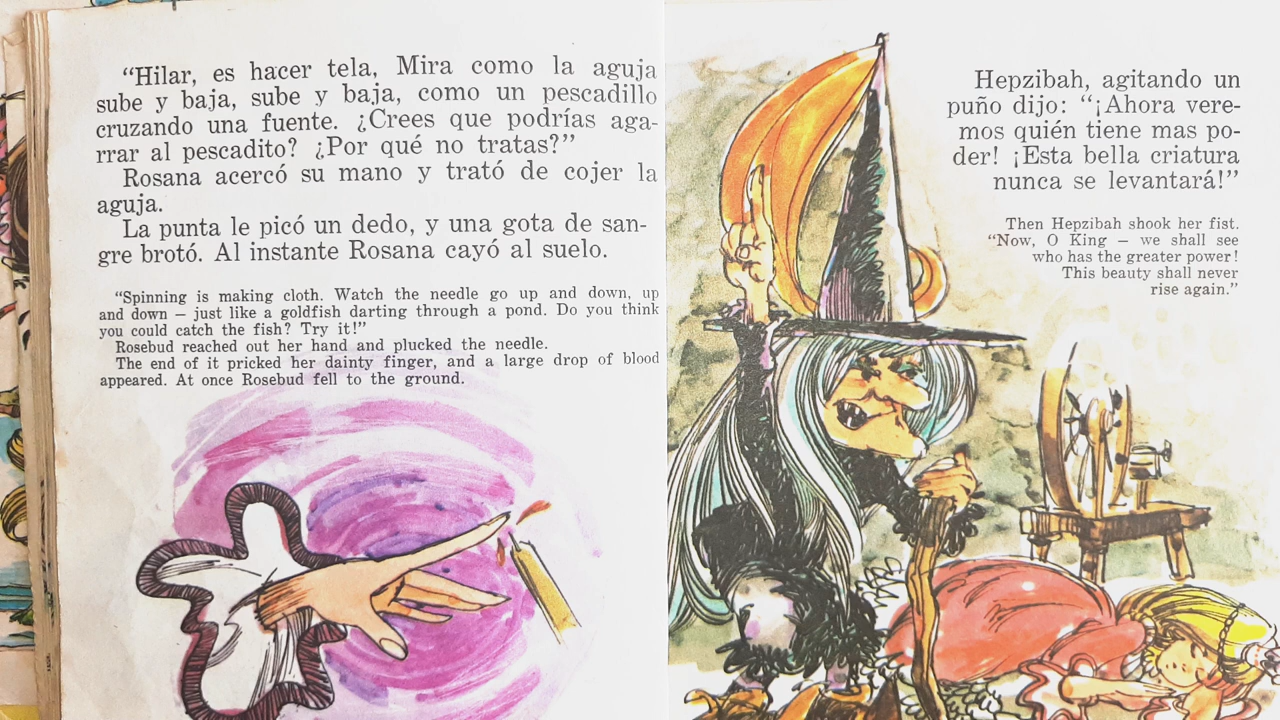 “Hilar, es hacer tela, Mira como la aguja
sube y baja, sube y baja, como un pescadillo
cruzando una fuente. ¿Crees que podrías aga-
rrar al pescadito? ¿Por qué no tratas?”
Rosana acercó su mano y trató de cojer la
aguja.
La punta le picó un dedo, y una gota de san-
gre brotó. Al instante Rosana cayó al suelo.
“Spinning is making cloth. Watch the needle go up and down, up
and down — just like a goldfish darting through a pond. Do you think
you could catch the fish? Try it!”
Rosebud reached out her hand and plucked the needle.
The end of it pricked her dainty finger, and a large drop of blood
appeared. At once Rosebud fell to the ground.
Hepzibah, agitando un
puño dijo: “¡Ahora vere-
mos quién tiene mas po-
der! ¡Esta bella criatura
nunca se levantará!”
Then Hepzibah shook her fist.
“Now, O King — we shall see
who has the greater power!
This beauty shall never
rise again.”